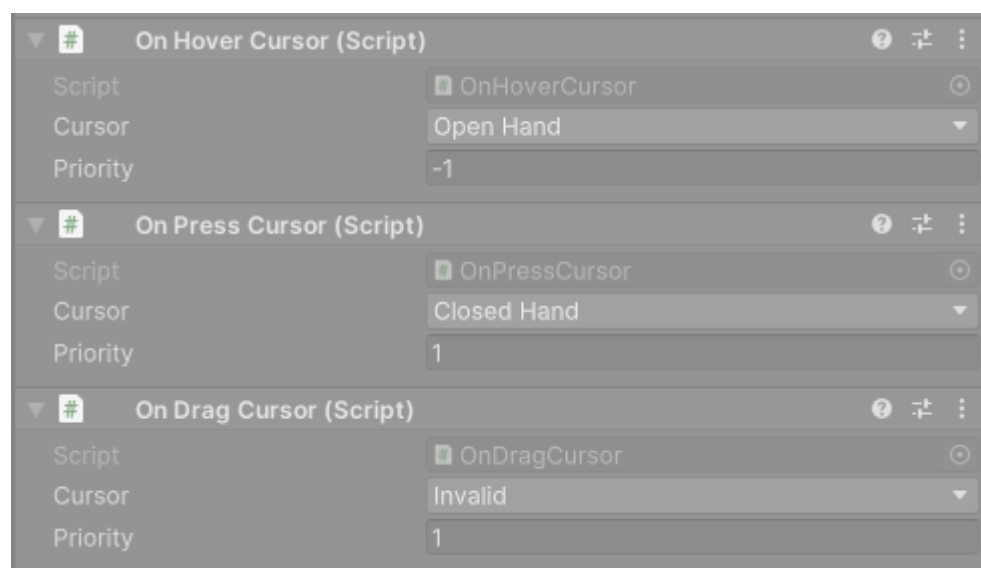 On Hover Cursor (Script)
Script # OnHoverCursor
Cursor Open Hand
Priority -1
# On Press Cursor (Script)
Script # OnPressCursor
Cursor Closed Hand
Priority 1
# On Drag Cursor (Script)
Script # OnDragCursor
Cursor Invalid
Priority 1